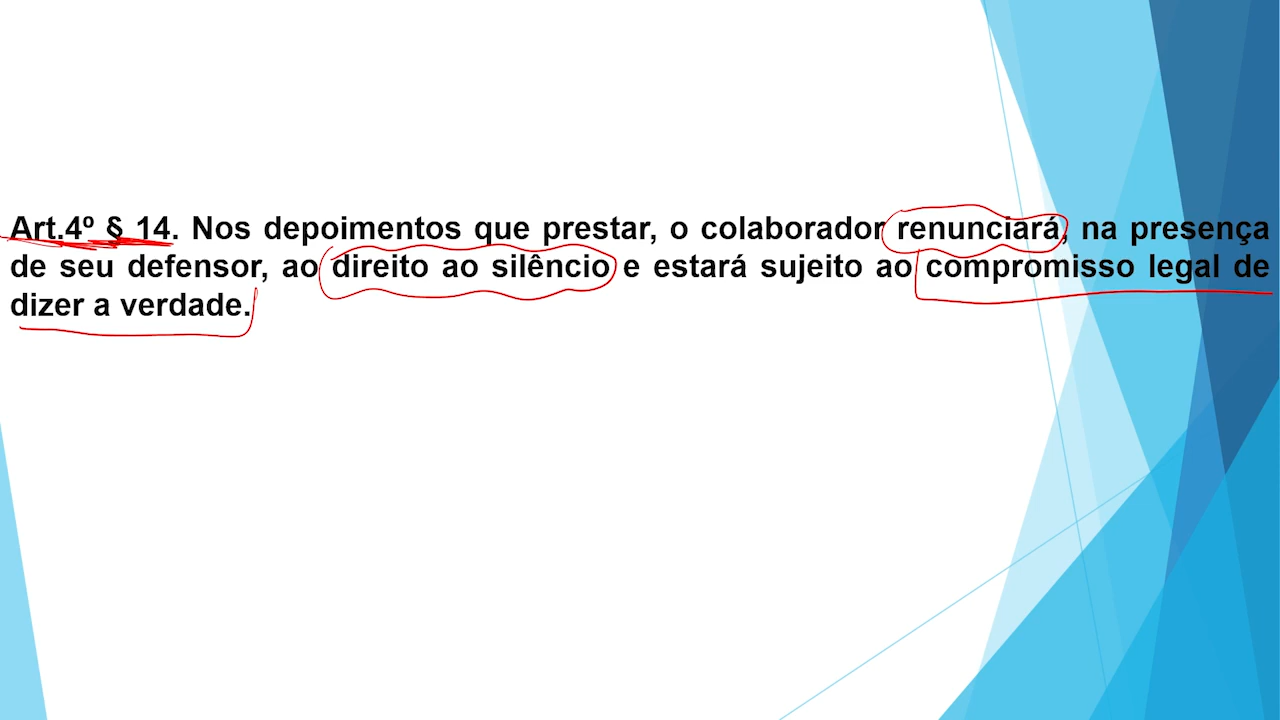 Art.4º § 14. Nos depoimentos que prestar, o colaborador renunciará, na presença
de seu defensor, ao direito ao silêncio e estará sujeito ao compromisso legal de
dizer a verdade.